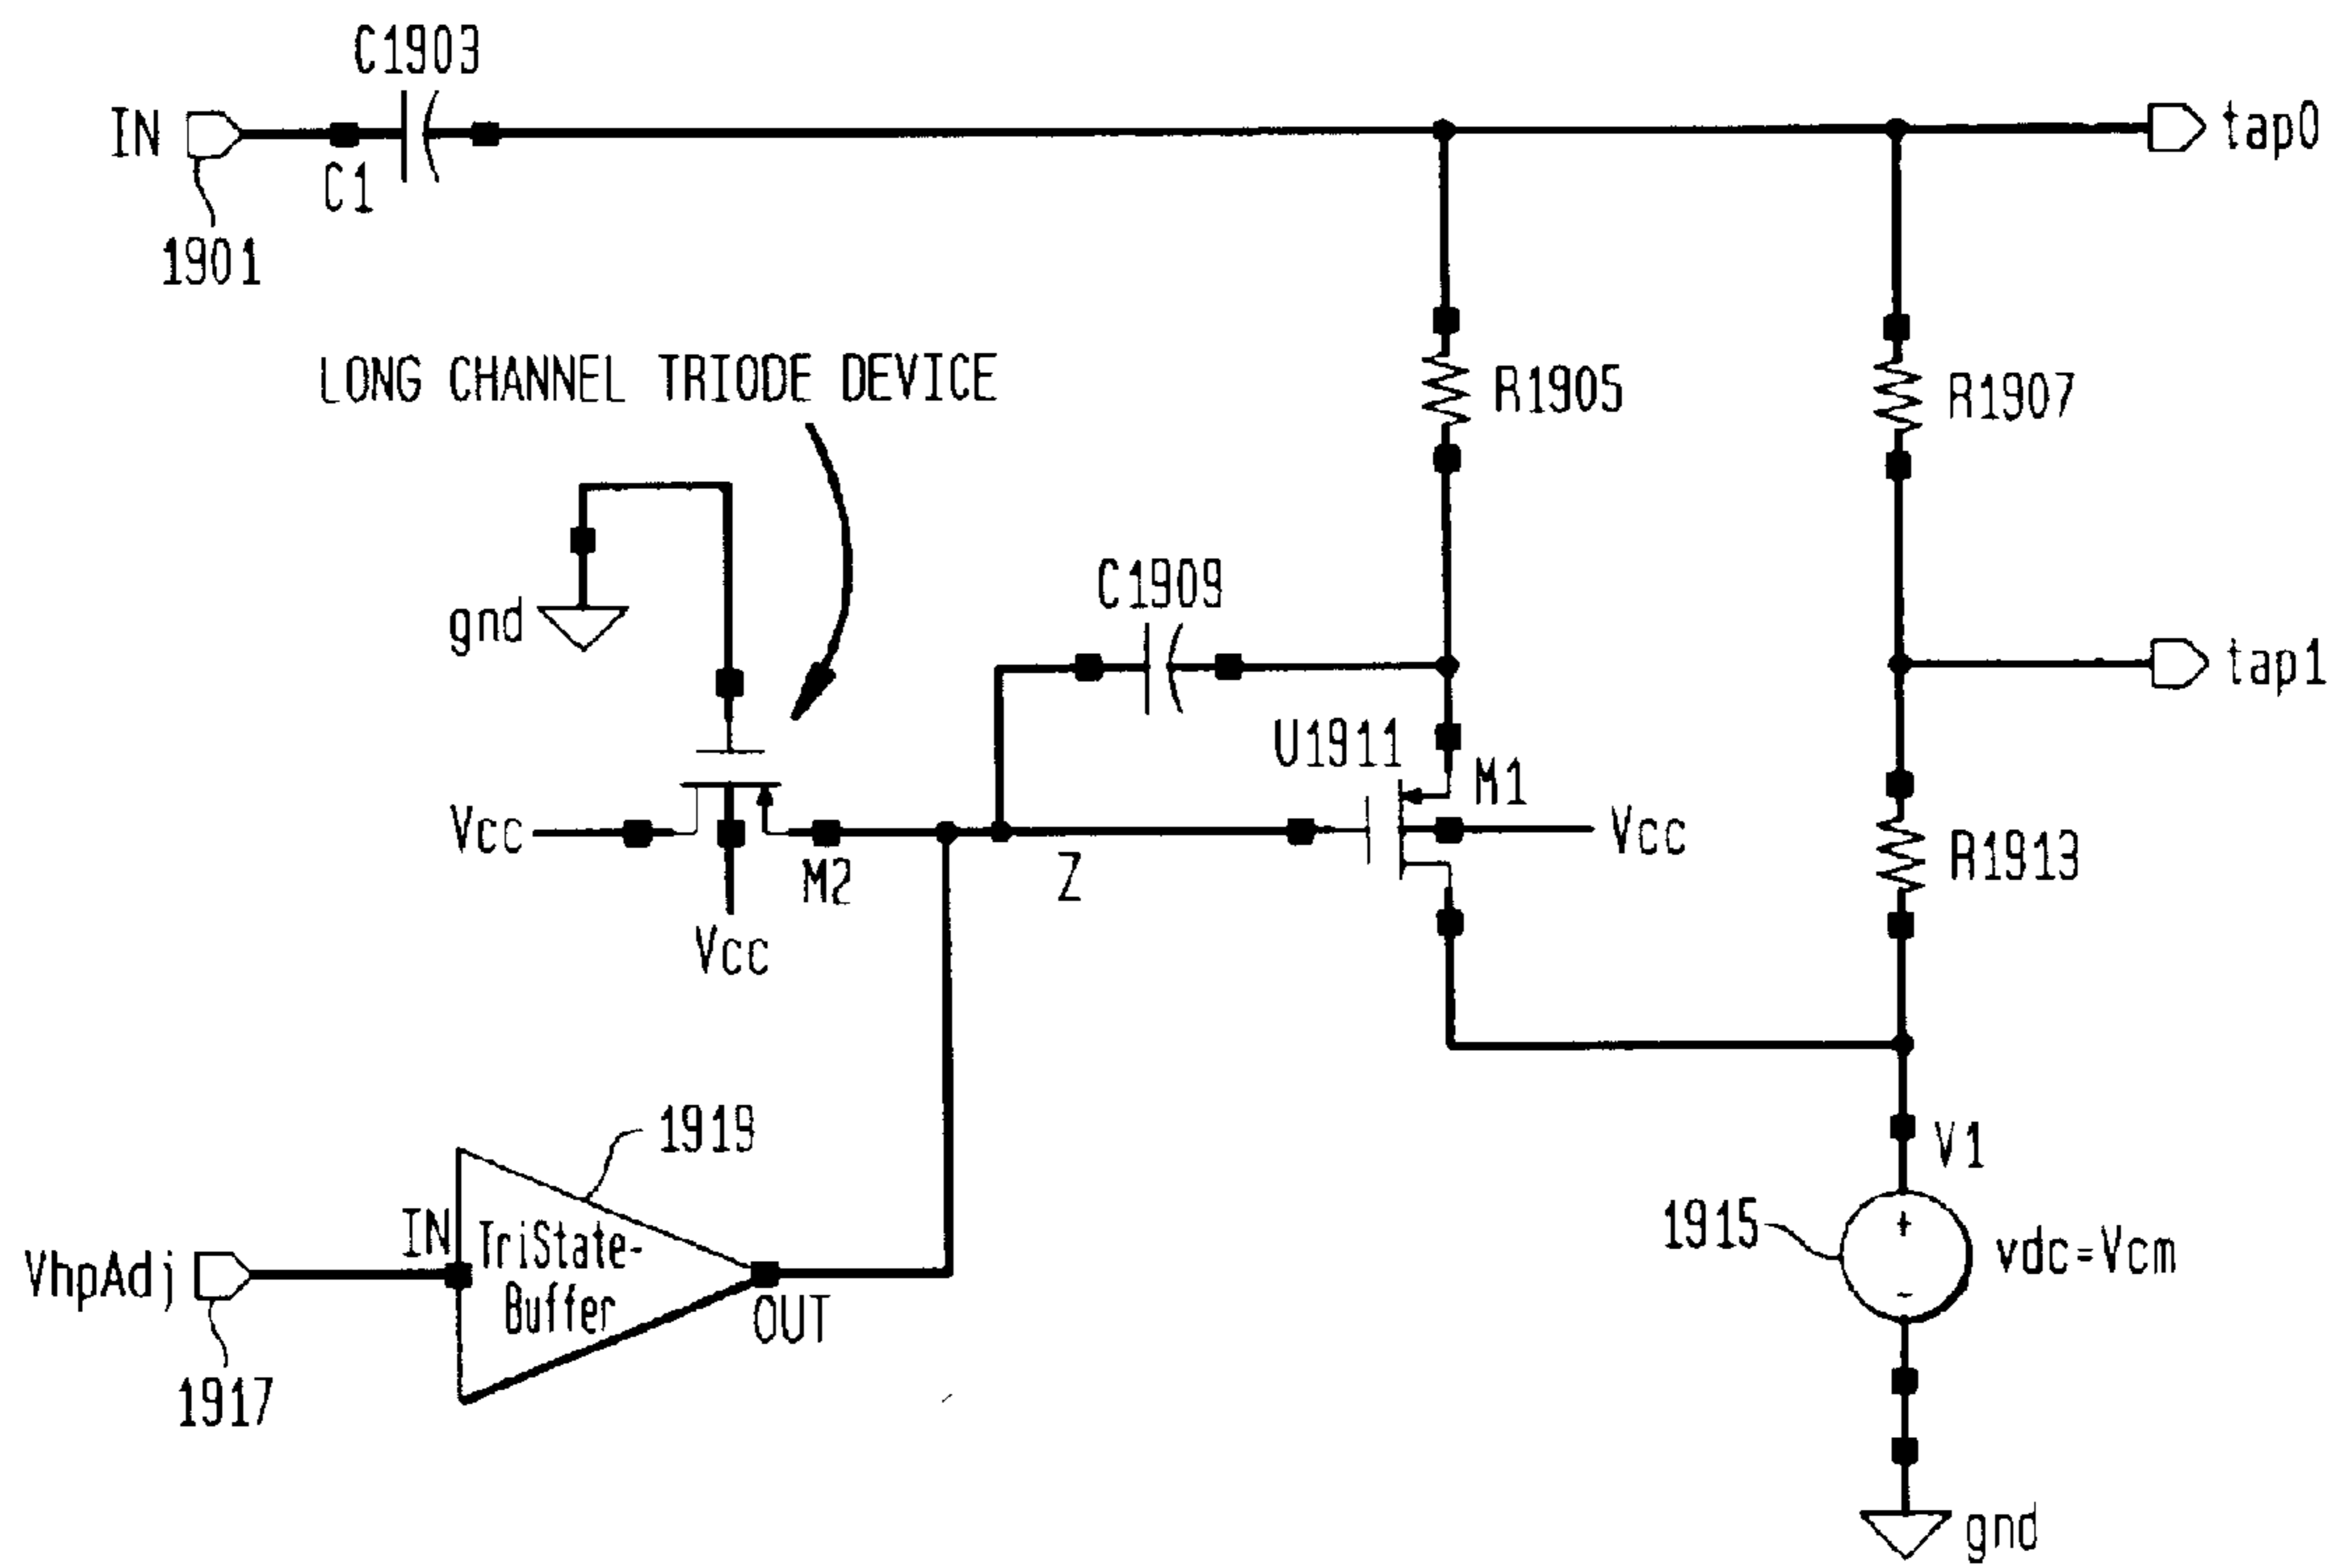 C1903
IN
tap0
C1
1901
LONG CHANNEL TRIODE DEVICE
R1905
R1907
C1909
gnd
tap1
U1911
M1
Vcc
Vcc
M2
Z
R1913
Vcc
1919
V1
IN
TriState-
Buffer
1915
+
vdc=Vcm
-
VhpAdj
OUT
1917
gnd